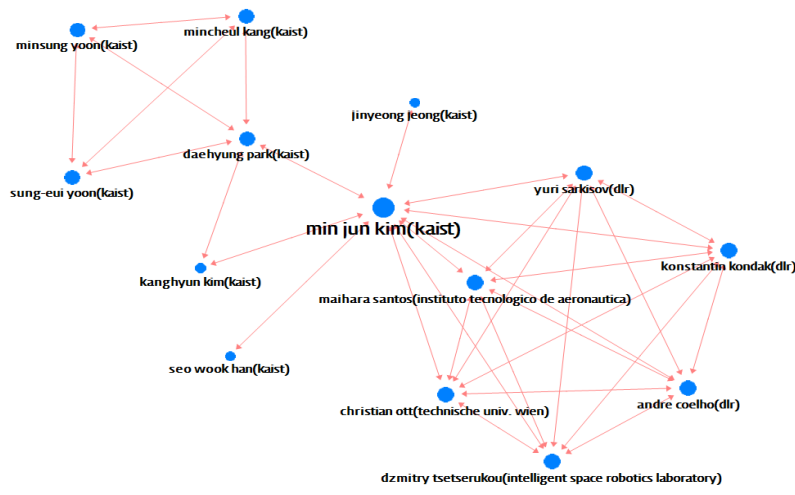 mincheul kang(kaist)
minsung yoon(kaist)
jinyeong jeong(kaist)
daehyung park(kaist)
sung-eui yoon(kaist)
yuri sarkisov(dlr)
min jun kim(kaist)
konstantin kondak(dlr)
kanghyun kim(kaist)
maihara santos(instituto tecnologico de aeronautica)
seo wook han(kaist)
andre coelho(dlr)
christian ott(technische univ. wien)
dzmitry tsetserukou(intelligent space robotics laboratory)